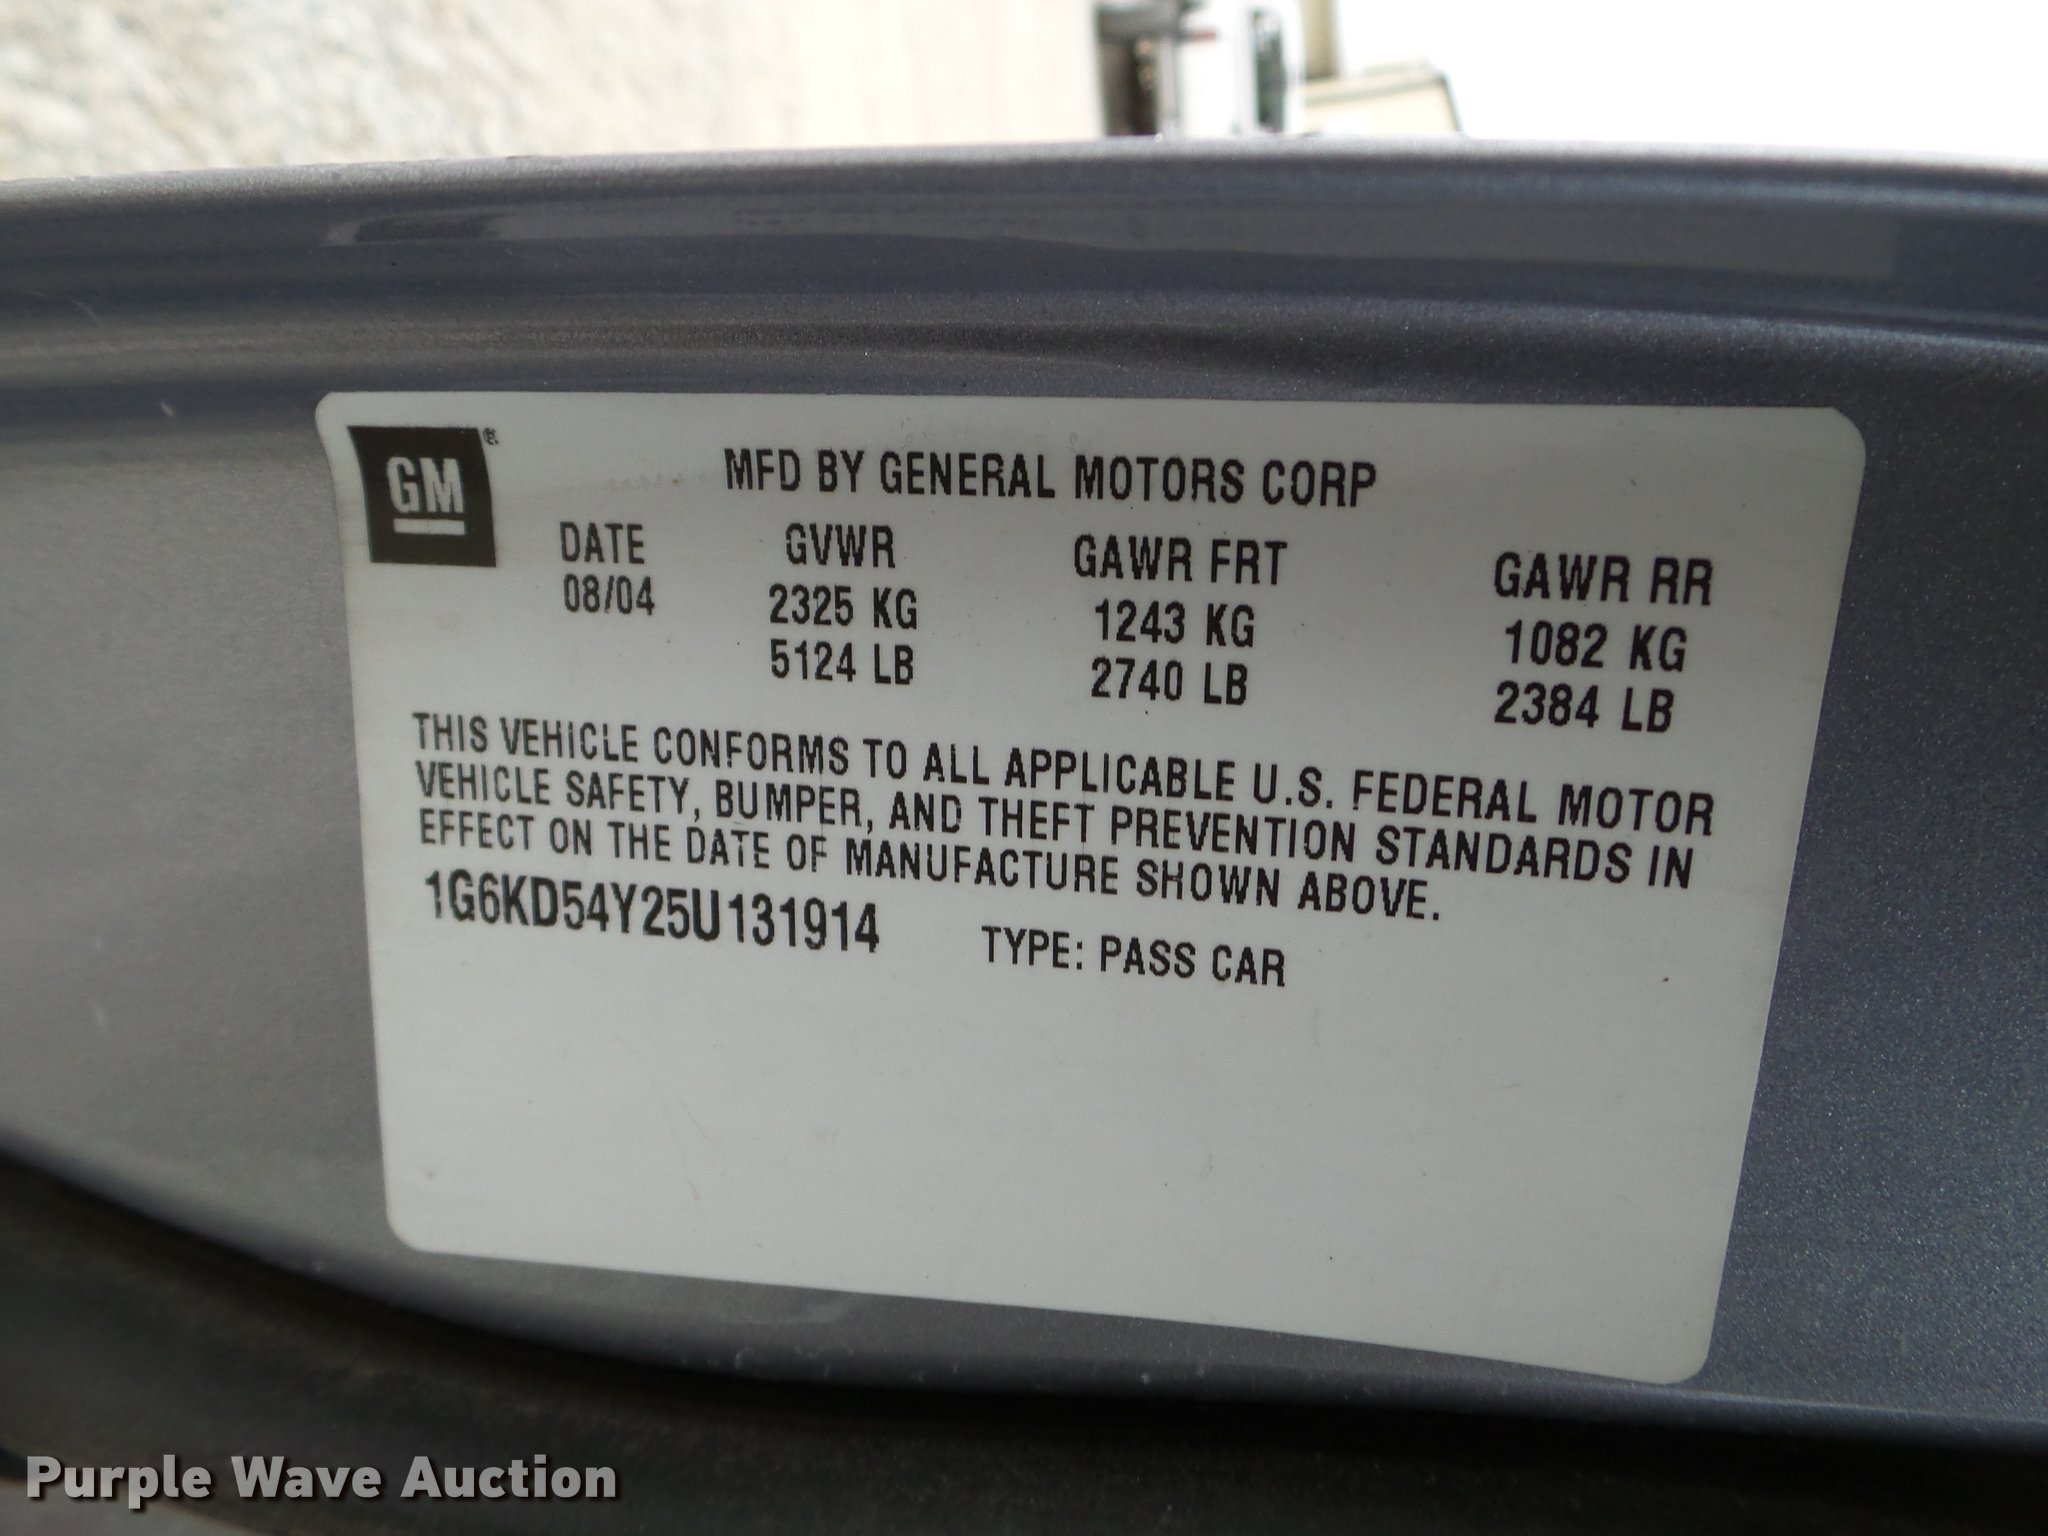 GM®
MFD BY GENERAL MOTORS CORP
DATE GVWR GAWR FRT GAWR RR
08/04 2325 KG 1243 KG 1082 KG
5124 LB 2740 LB 2384 LB
THIS VEHICLE CONFORMS TO ALL APPLICABLE U.S. FEDERAL MOTOR
VEHICLE SAFETY, BUMPER, AND THEFT PREVENTION STANDARDS IN
EFFECT ON THE DATE OF MANUFACTURE SHOWN ABOVE.
1G6KD54Y25U131914 TYPE: PASS CAR
Purple Wave Auction